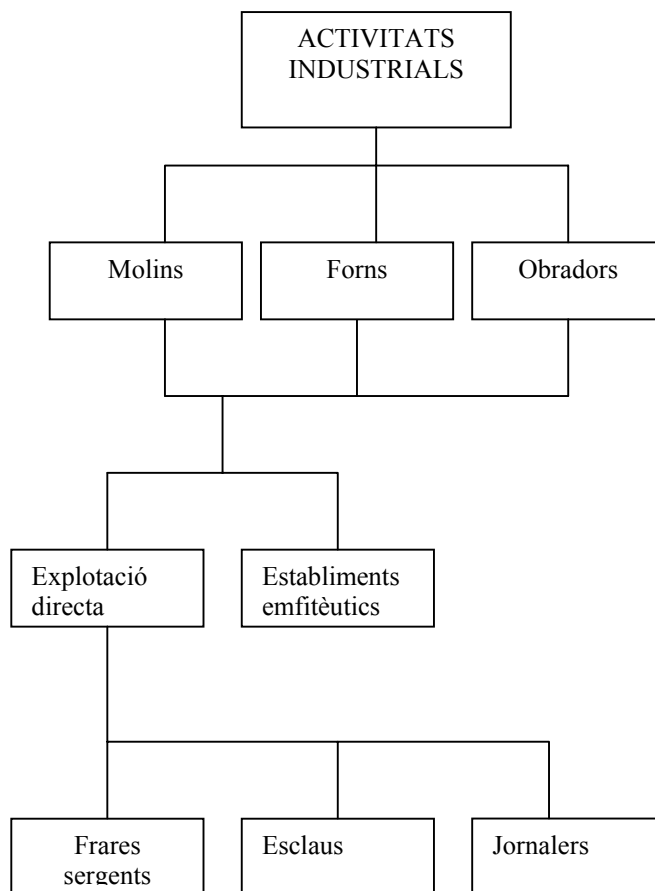 ACTIVITATS
INDUSTRIALS
Molins
Forns
Obradors
Explotació
directa
Establiments
emfitèutics
Frares
sergents
Esclaus
Jornalers